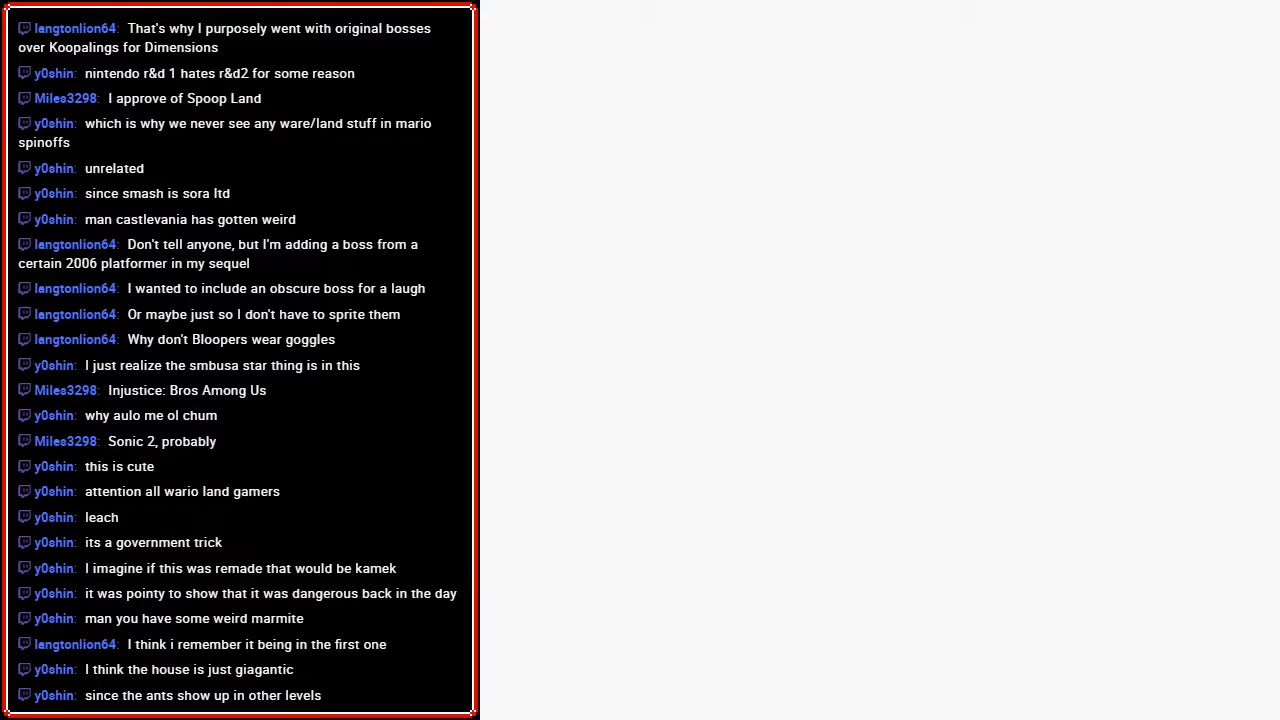 langtonlion64: That's why I purposely went with original bosses
over Koopalings for Dimensions
y0shin: nintendo r&d 1 hates r&d2 for some reason
Miles3298: I approve of Spoop Land
y0shin: which is why we never see any ware/land stuff in mario
spinoffs
y0shin: unrelated
y0shin: since smash is sora ltd
y0shin: man castlevania has gotten weird
langtonlion64: Don't tell anyone, but I'm adding a boss from a
certain 2006 platformer in my sequel
langtonlion64: I wanted to include an obscure boss for a laugh
langtonlion64: Or maybe just so I don't have to sprite them
langtonlion64: Why don't Bloopers wear goggles
y0shin: I just realize the smbusa star thing is in this
Miles3298: Injustice: Bros Among Us
y0shin: why aulo me ol chum
Miles3298: Sonic 2, probably
y0shin: this is cute
y0shin: attention all wario land gamers
y0shin: leach
y0shin: its a government trick
y0shin: I imagine if this was remade that would be kamek
y0shin: it was pointy to show that it was dangerous back in the day
y0shin: man you have some weird marmite
langtonlion64: I think i remember it being in the first one
y0shin: I think the house is just giagantic
y0shin: since the ants show up in other levels